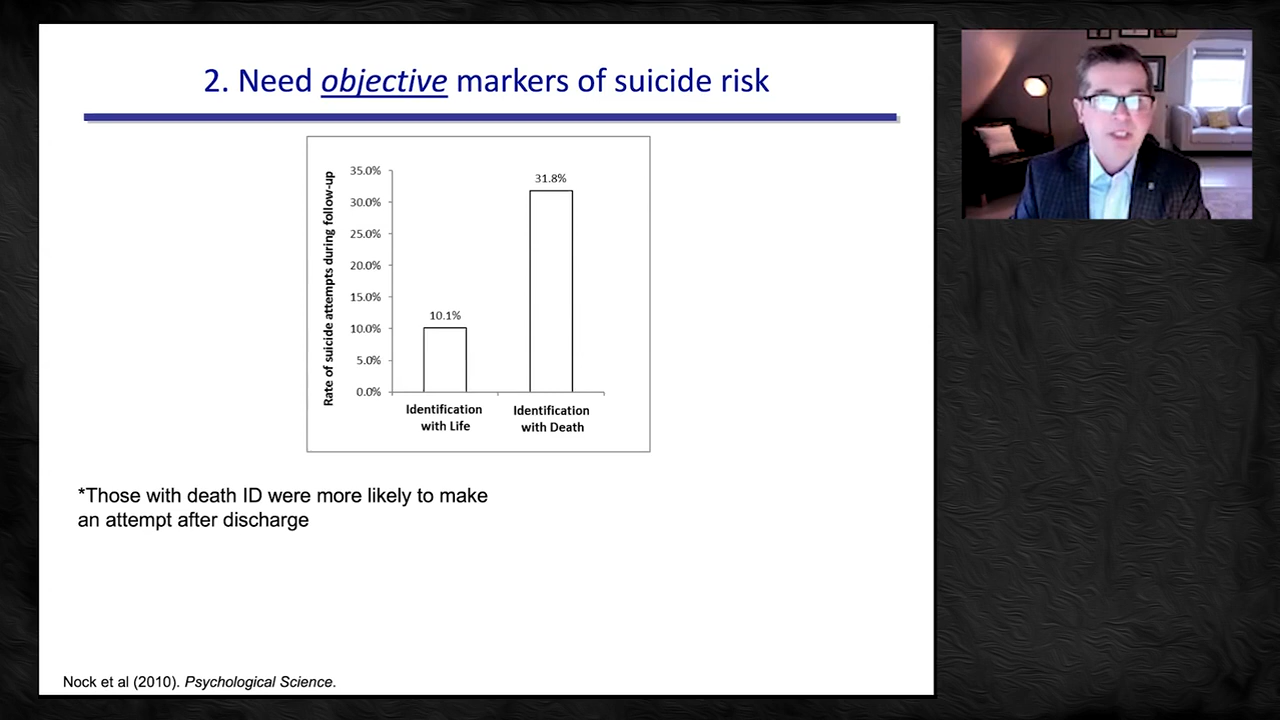 2. Need objective markers of suicide risk
Rate of suicide attempts during follow-up
35.0%
30.0%
25.0%
20.0%
15.0%
10.0%
5.0%
0.0%
10.1%
31.8%
Identification
with Life
Identification
with Death
*Those with death ID were more likely to make
an attempt after discharge
Nock et al (2010). Psychological Science.